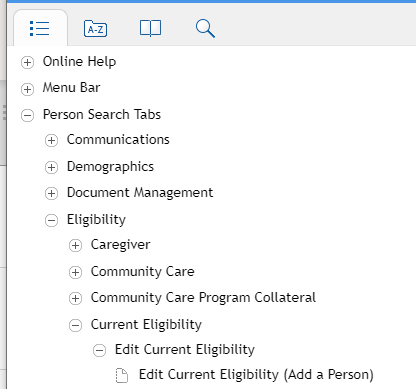 A-Z
Online Help
Menu Bar
Person Search Tabs
Communications
Demographics
Document Management
Eligibility
Caregiver
Community Care
Community Care Program Collateral
Current Eligibility
Edit Current Eligibility
Edit Current Eligibility (Add a Person)